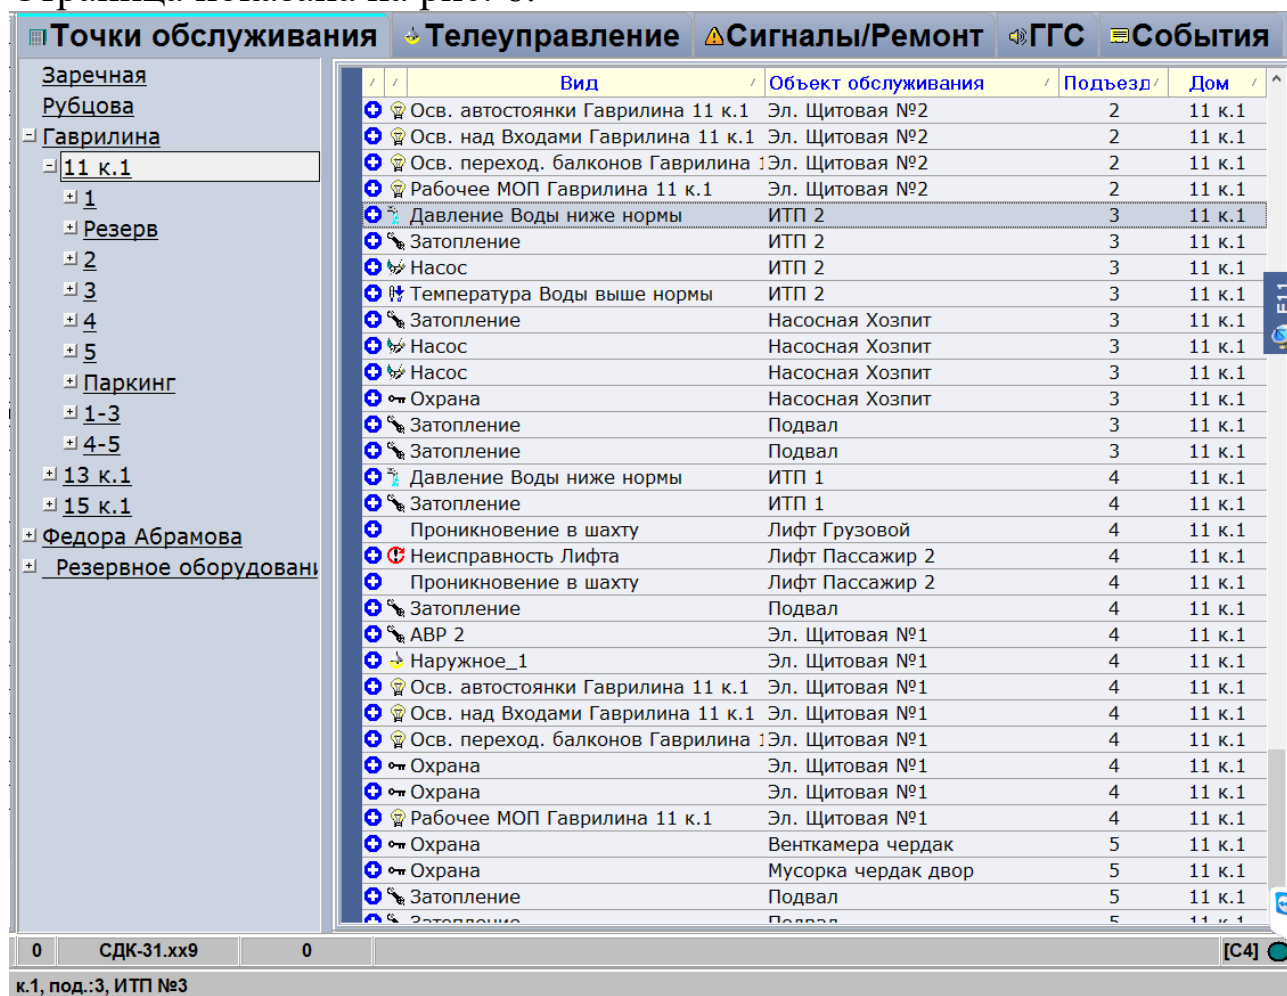 Точки обслуживания Телеуправление Сигналы/Ремонт ГГС События
Заречная
Рубцова
Гаврилина
11 к.1
1
Резерв
2
3
4
5
Паркинг
1-3
4-5
13 к.1
15 к.1
Федора Абрамова
Резервное оборудовани
Вид Объект обслуживания Подъезд Дом
Осв. автостоянки Гаврилина 11 к.1 Эл. Щитовая №2 2 11 к.1
Осв. над Входами Гаврилина 11 к.1 Эл. Щитовая №2 2 11 к.1
Осв. переход. балконов Гаврилина 1 Эл. Щитовая №2 2 11 к.1
Рабочее МОП Гаврилина 11 к.1 Эл. Щитовая №2 2 11 к.1
Давление Воды ниже нормы ИТП 2 3 11 к.1
Затопление ИТП 2 3 11 к.1
Насос ИТП 2 3 11 к.1
Температура Воды выше нормы ИТП 2 3 11 к.1
Затопление Насосная Хозпит 3 11 к.1
Насос Насосная Хозпит 3 11 к.1
Насос Насосная Хозпит 3 11 к.1
Охрана Насосная Хозпит 3 11 к.1
Затопление Подвал 3 11 к.1
Затопление Подвал 3 11 к.1
Давление Воды ниже нормы ИТП 1 4 11 к.1
Затопление ИТП 1 4 11 к.1
Проникновение в шахту Лифт Грузовой 4 11 к.1
Неисправность Лифта Лифт Пассажир 2 4 11 к.1
Проникновение в шахту Лифт Пассажир 2 4 11 к.1
Затопление Подвал 4 11 к.1
АВР 2 Эл. Щитовая №1 4 11 к.1
Наружное_1 Эл. Щитовая №1 4 11 к.1
Осв. автостоянки Гаврилина 11 к.1 Эл. Щитовая №1 4 11 к.1
Осв. над Входами Гаврилина 11 к.1 Эл. Щитовая №1 4 11 к.1
Осв. переход. балконов Гаврилина 1 Эл. Щитовая №1 4 11 к.1
Охрана Эл. Щитовая №1 4 11 к.1
Охрана Эл. Щитовая №1 4 11 к.1
Рабочее МОП Гаврилина 11 к.1 Эл. Щитовая №1 4 11 к.1
Охрана Венткамера чердак 5 11 к.1
Охрана Мусорка чердак двор 5 11 к.1
Затопление Подвал 5 11 к.1
Затопление Подвал 5 11 к.1
0 СДК-31.xx9 0 [C4]
к.1, под.:3, ИТП №3